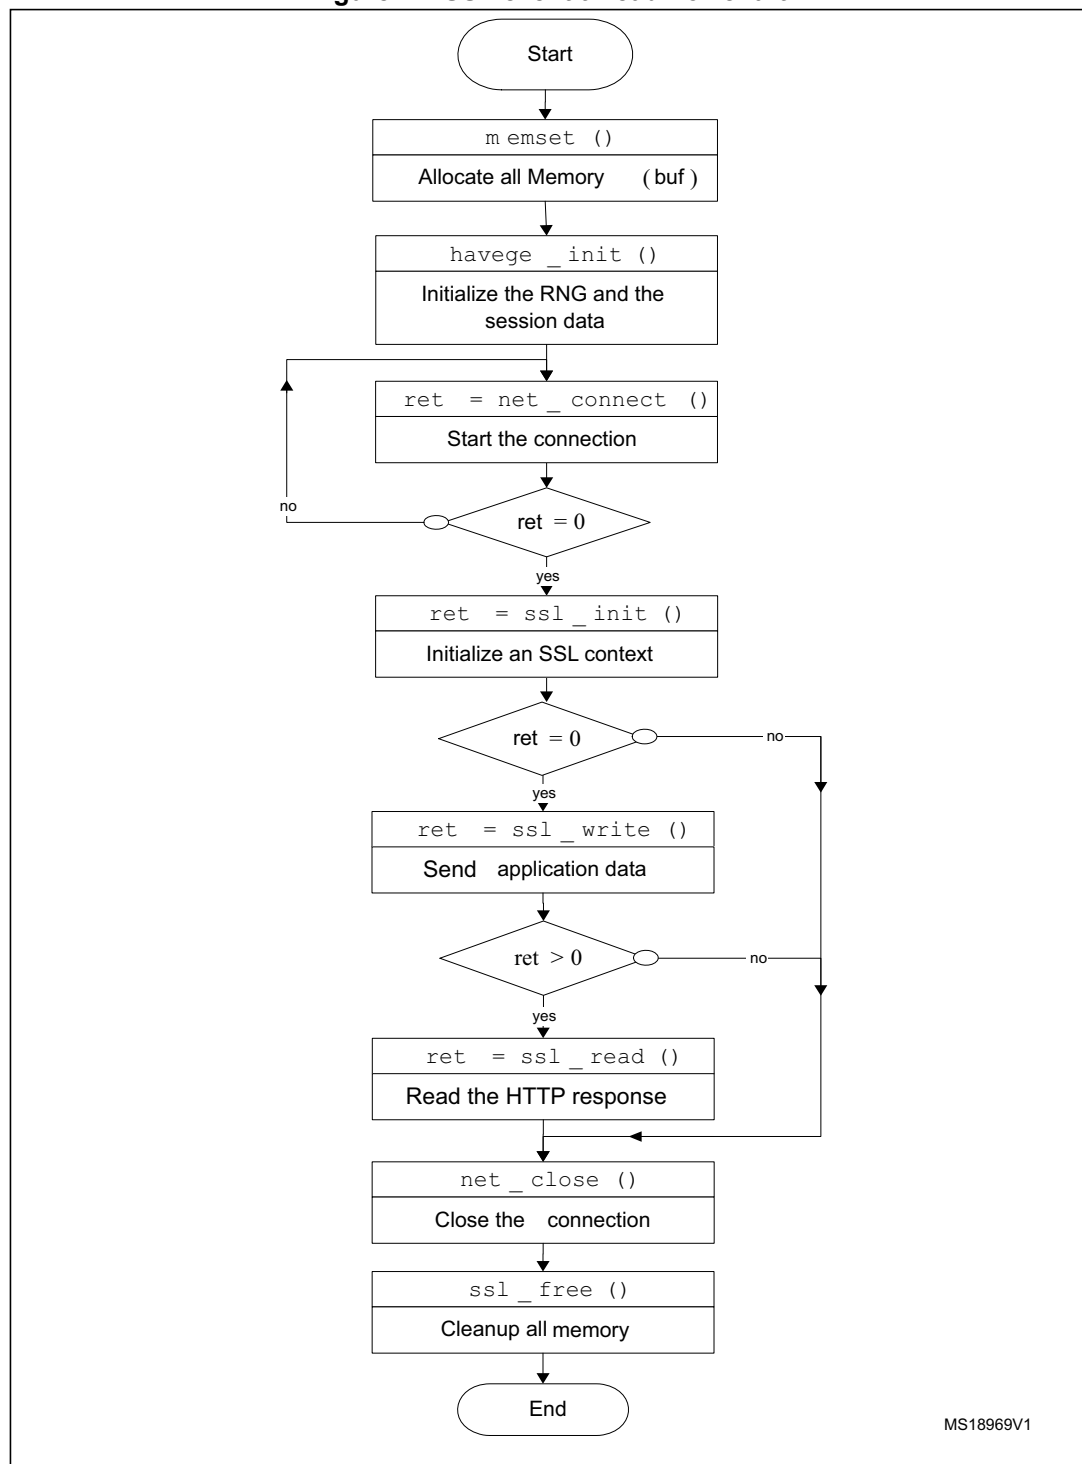 Start
m emset ()
Allocate all Memory ( buf )
havege _ init ()
Initialize the RNG and the
session data
ret = net _ connect ()
Start the connection
no
ret = 0
yes
ret = ssl _ init ()
Initialize an SSL context
ret = 0
no
yes
ret = ssl _ write ()
Send application data
ret > 0
no
yes
ret = ssl _ read ()
Read the HTTP response
net _ close ()
Close the connection
ssl _ free ()
Cleanup all memory
End
MS18969V1